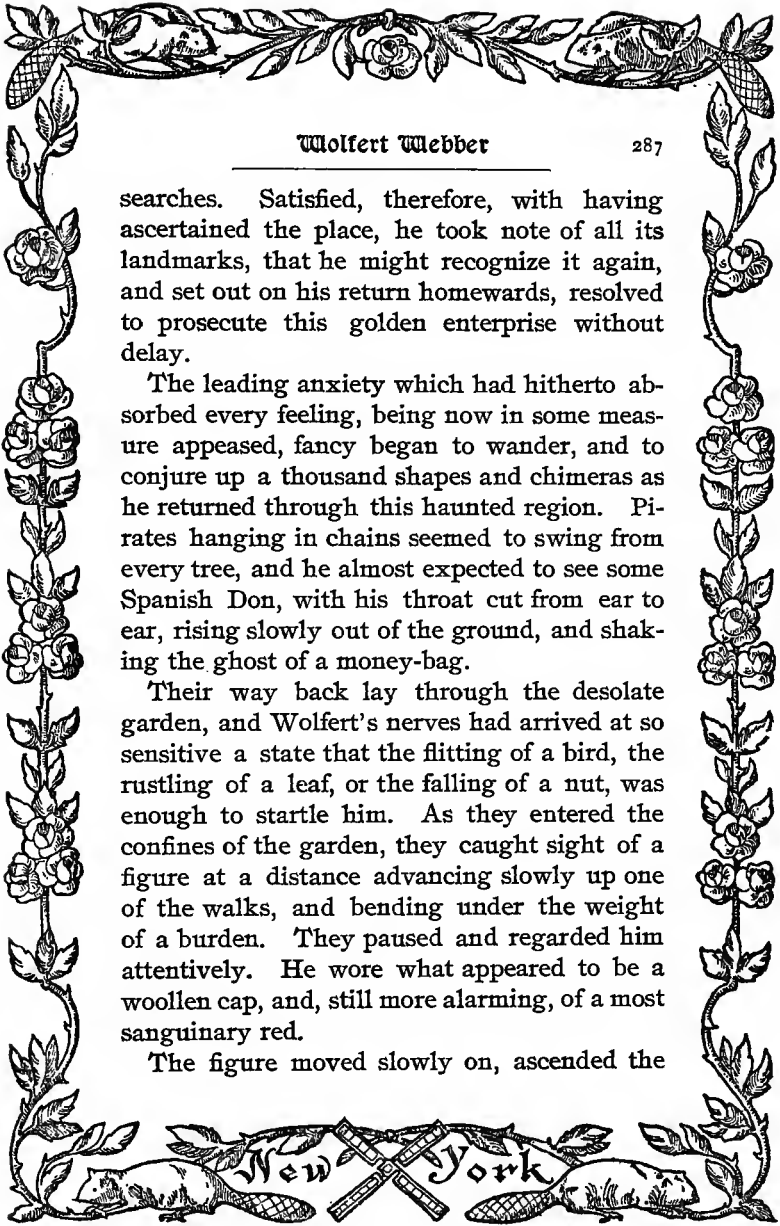 Wolfert Webber 287
searches. Satisfied, therefore, with having
ascertained the place, he took note of all its
landmarks, that he might recognize it again,
and set out on his return homewards, resolved
to prosecute this golden enterprise without
delay.
The leading anxiety which had hitherto ab-
sorbed every feeling, being now in some meas-
ure appeased, fancy began to wander, and to
conjure up a thousand shapes and chimeras as
he returned through this haunted region. Pi-
rates hanging in chains seemed to swing from
every tree, and he almost expected to see some
Spanish Don, with his throat cut from ear to
ear, rising slowly out of the ground, and shak-
ing the ghost of a money-bag.
Their way back lay through the desolate
garden, and Wolfert's nerves had arrived at so
sensitive a state that the flitting of a bird, the
rustling of a leaf, or the falling of a nut, was
enough to startle him. As they entered the
confines of the garden, they caught sight of a
figure at a distance advancing slowly up one
of the walks, and bending under the weight
of a burden. They paused and regarded him
attentively. He wore what appeared to be a
woollen cap, and, still more alarming, of a most
sanguinary red.
The figure moved slowly on, ascended the
New York